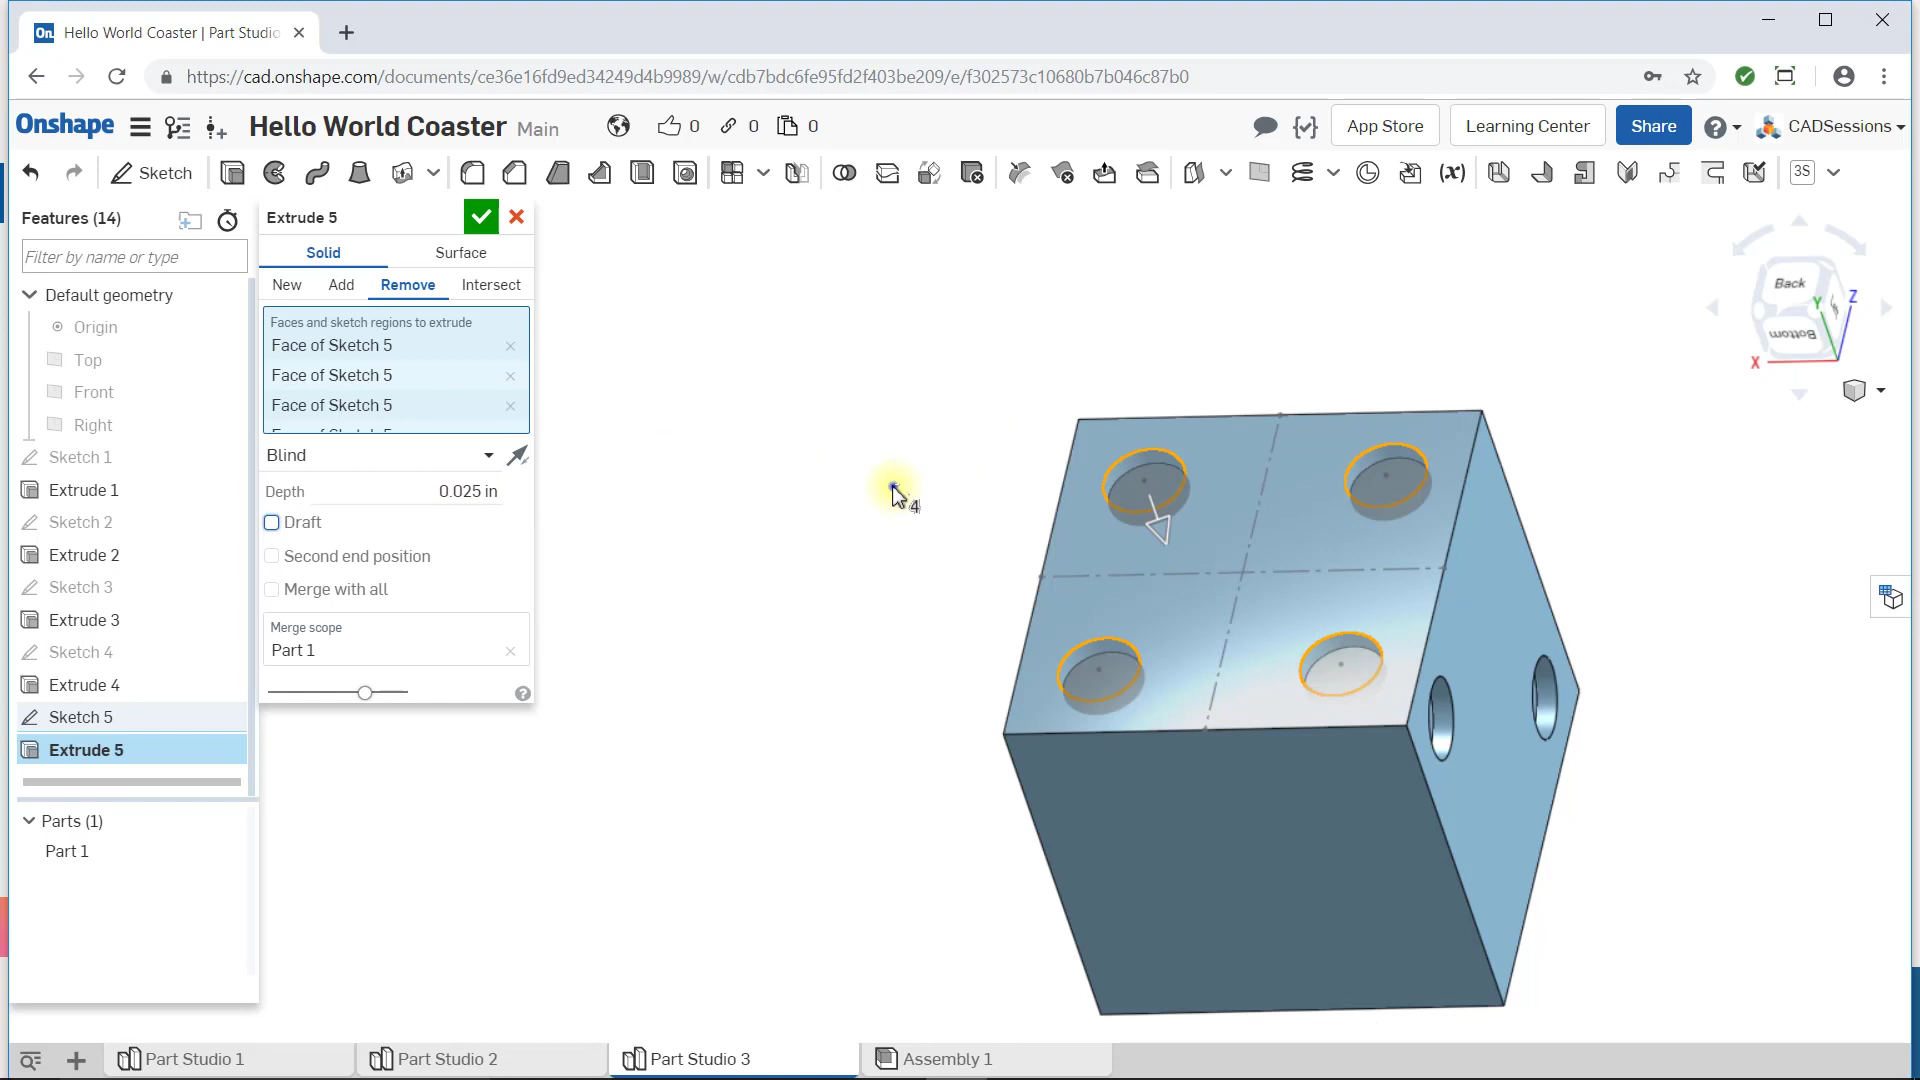 Hello World Coaster | Part Studio
https://cad.onshape.com/documents/ce36e16fd9ed34249d4b9989/w/cdb7bdc6fe95fd2f403be209/e/f302573c10680b7b046c87b0
Onshape Hello World Coaster Main 0 0 0 App Store Learning Center Share CADSessions
Sketch (x) 3S
Features (14)
Filter by name or type
Default geometry
Origin
Top
Front
Right
Sketch 1
Extrude 1
Sketch 2
Extrude 2
Sketch 3
Extrude 3
Sketch 4
Extrude 4
Sketch 5
Extrude 5
Parts (1)
Part 1
Extrude 5
Solid Surface
New Add Remove Intersect
Faces and sketch regions to extrude
Face of Sketch 5
Face of Sketch 5
Face of Sketch 5
Blind
Depth 0.025 in
Draft
Second end position
Merge with all
Merge scope
Part 1
4
Back
Bottom
X
Y
Z
Part Studio 1 Part Studio 2 Part Studio 3 Assembly 1